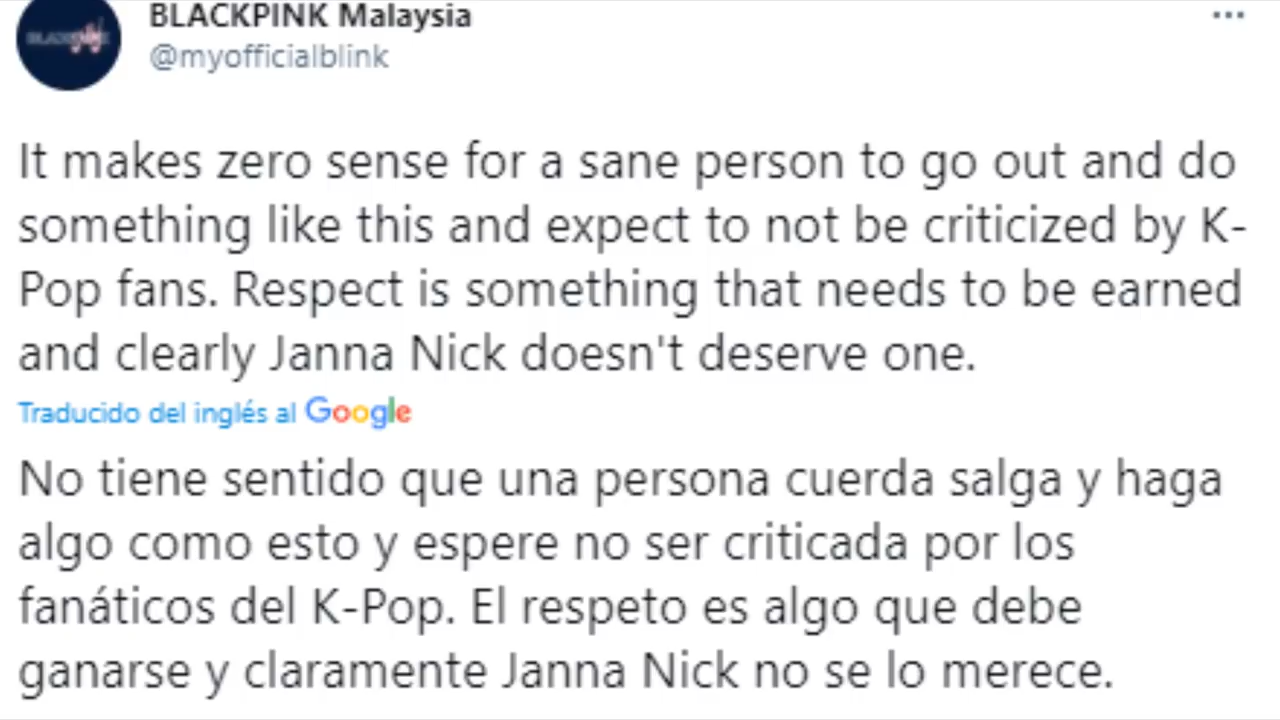 BLACKPINK Malaysia
@myofficialblink
It makes zero sense for a sane person to go out and do
something like this and expect to not be criticized by K-
Pop fans. Respect is something that needs to be earned
and clearly Janna Nick doesn't deserve one.
Traducido del inglés al Google
No tiene sentido que una persona cuerda salga y haga
algo como esto y espere no ser criticada por los
fanáticos del K-Pop. El respeto es algo que debe
ganarse y claramente Janna Nick no se lo merece.